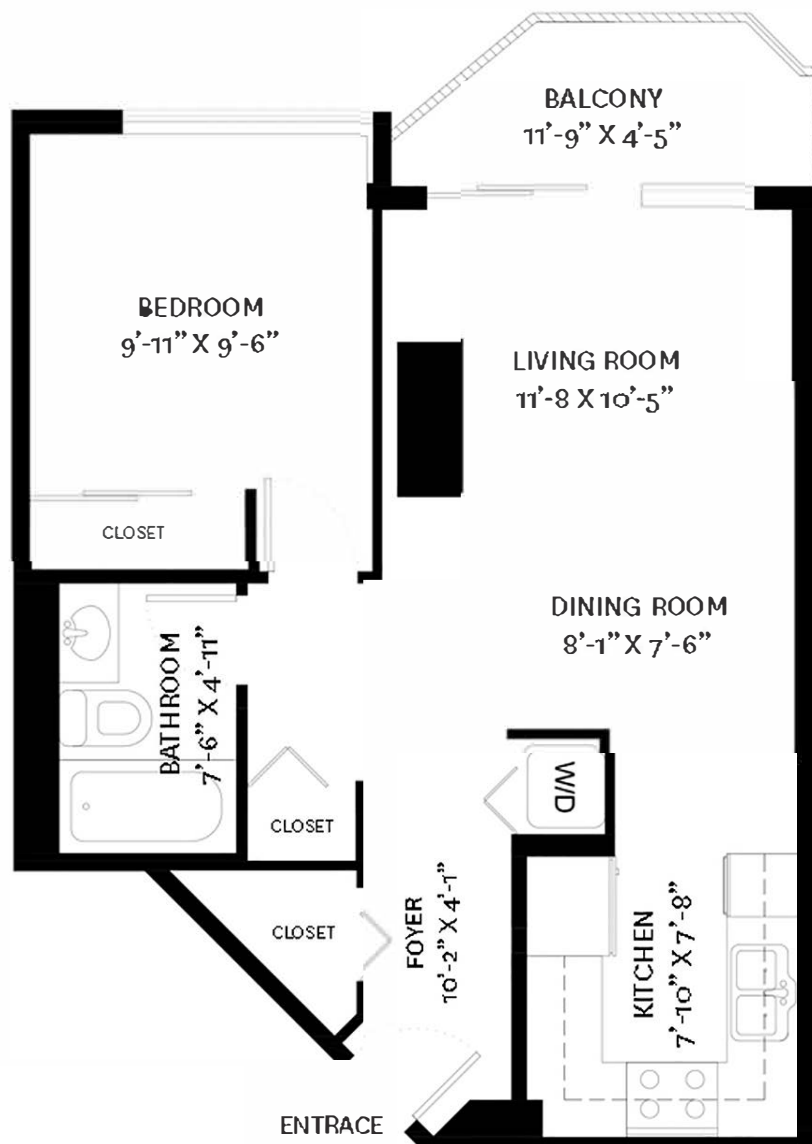 BALCONY
11’-9” X 4’-5”
BEDROOM
9’-11” X 9’-6”
LIVING ROOM
11’-8 X 10’-5”
CLOSET
DINING ROOM
8’-1” X 7’-6”
BATHROOM
7’-6” X 4’-11”
W/D
CLOSET
CLOSET
FOYER
10’-2” X 4’-1”
KITCHEN
7’-10” X 7’-8”
ENTRACE